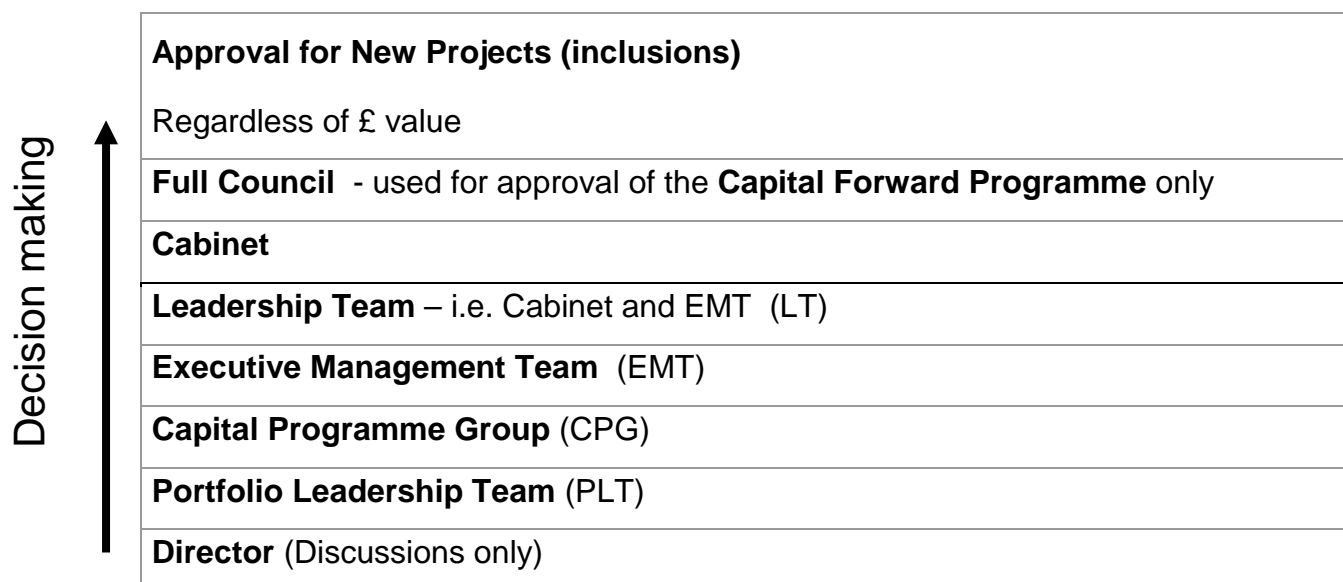 Decision making
Approval for New Projects (inclusions)
Regardless of £ value
Full Council - used for approval of the Capital Forward Programme only
Cabinet
Leadership Team – i.e. Cabinet and EMT (LT)
Executive Management Team (EMT)
Capital Programme Group (CPG)
Portfolio Leadership Team (PLT)
Director (Discussions only)